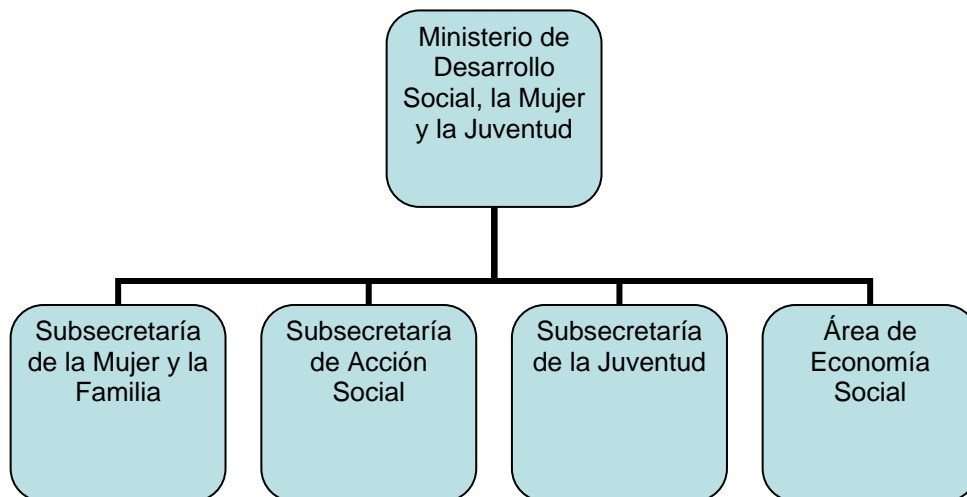 Ministerio de
Desarrollo
Social, la Mujer
y la Juventud
Subsecretaría
de la Mujer y la
Familia
Subsecretaría
de Acción
Social
Subsecretaría
de la Juventud
Área de
Economía
Social